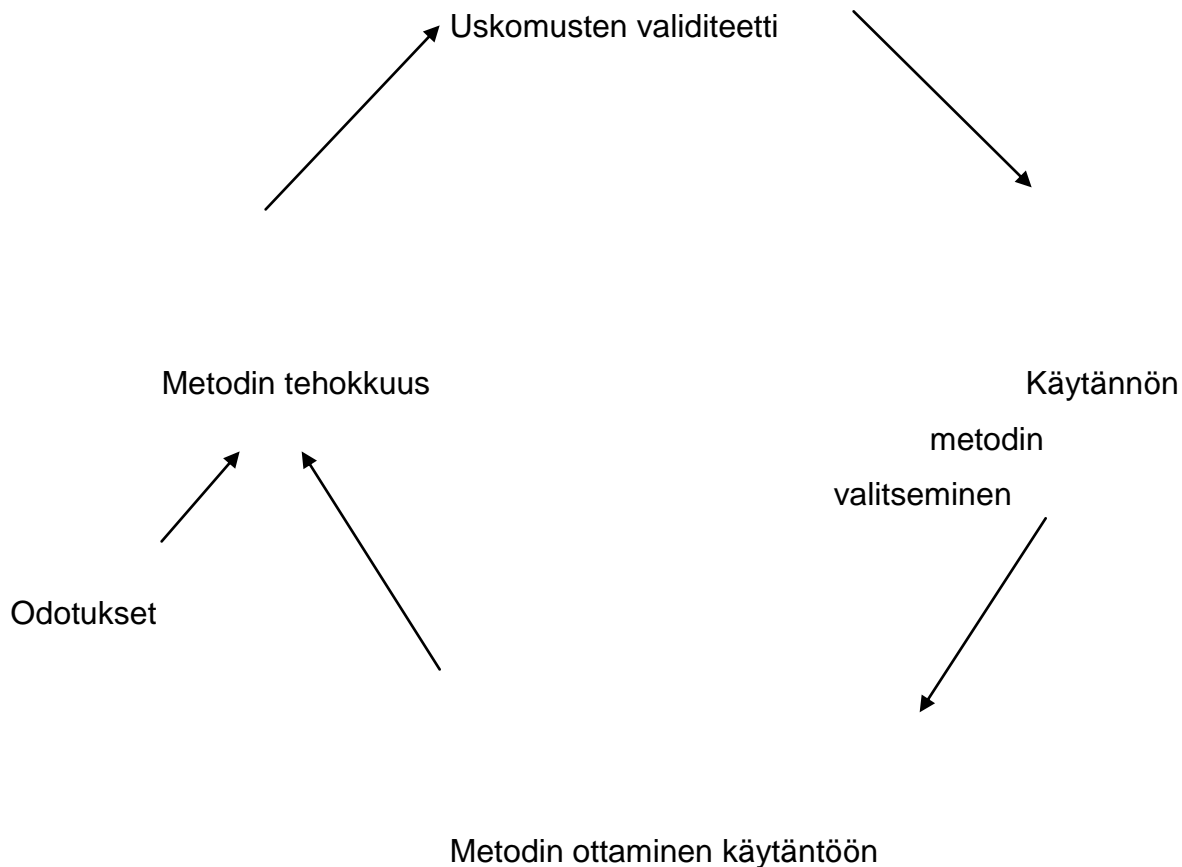 Uskomusten validiteetti
Metodin tehokkuus
Käytännön
metodin
valitseminen
Odotukset
Metodin ottaminen käytäntöön